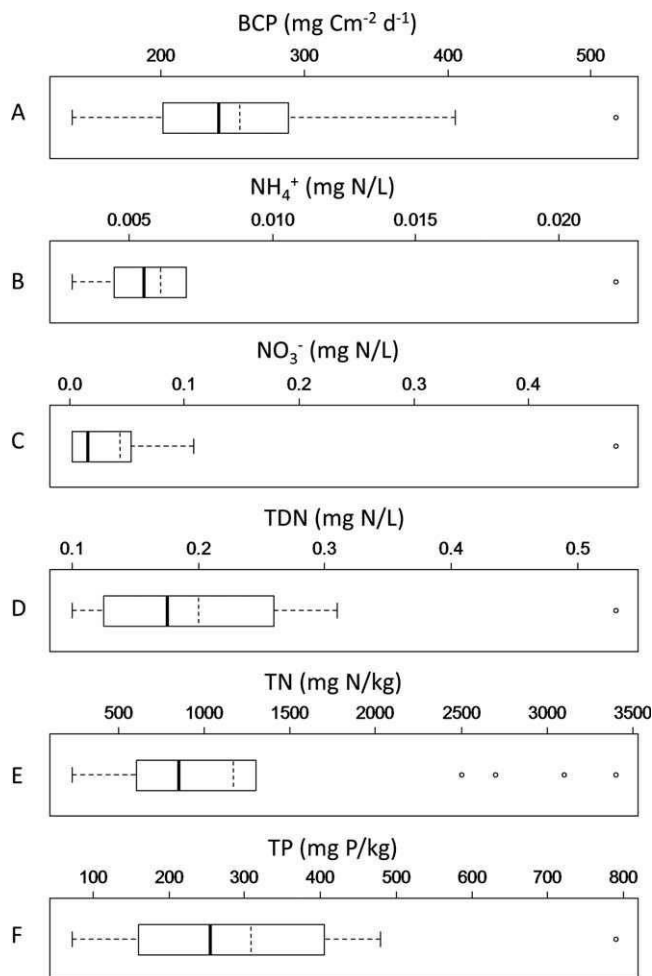 BCP (mg Cm⁻² d⁻¹)
200 300 400 500
A
NH₄⁺ (mg N/L)
0.005 0.010 0.015 0.020
B
NO₃⁻ (mg N/L)
0.0 0.1 0.2 0.3 0.4
C
TDN (mg N/L)
0.1 0.2 0.3 0.4 0.5
D
TN (mg N/kg)
500 1000 1500 2000 2500 3000 3500
E
TP (mg P/kg)
100 200 300 400 500 600 700 800
F